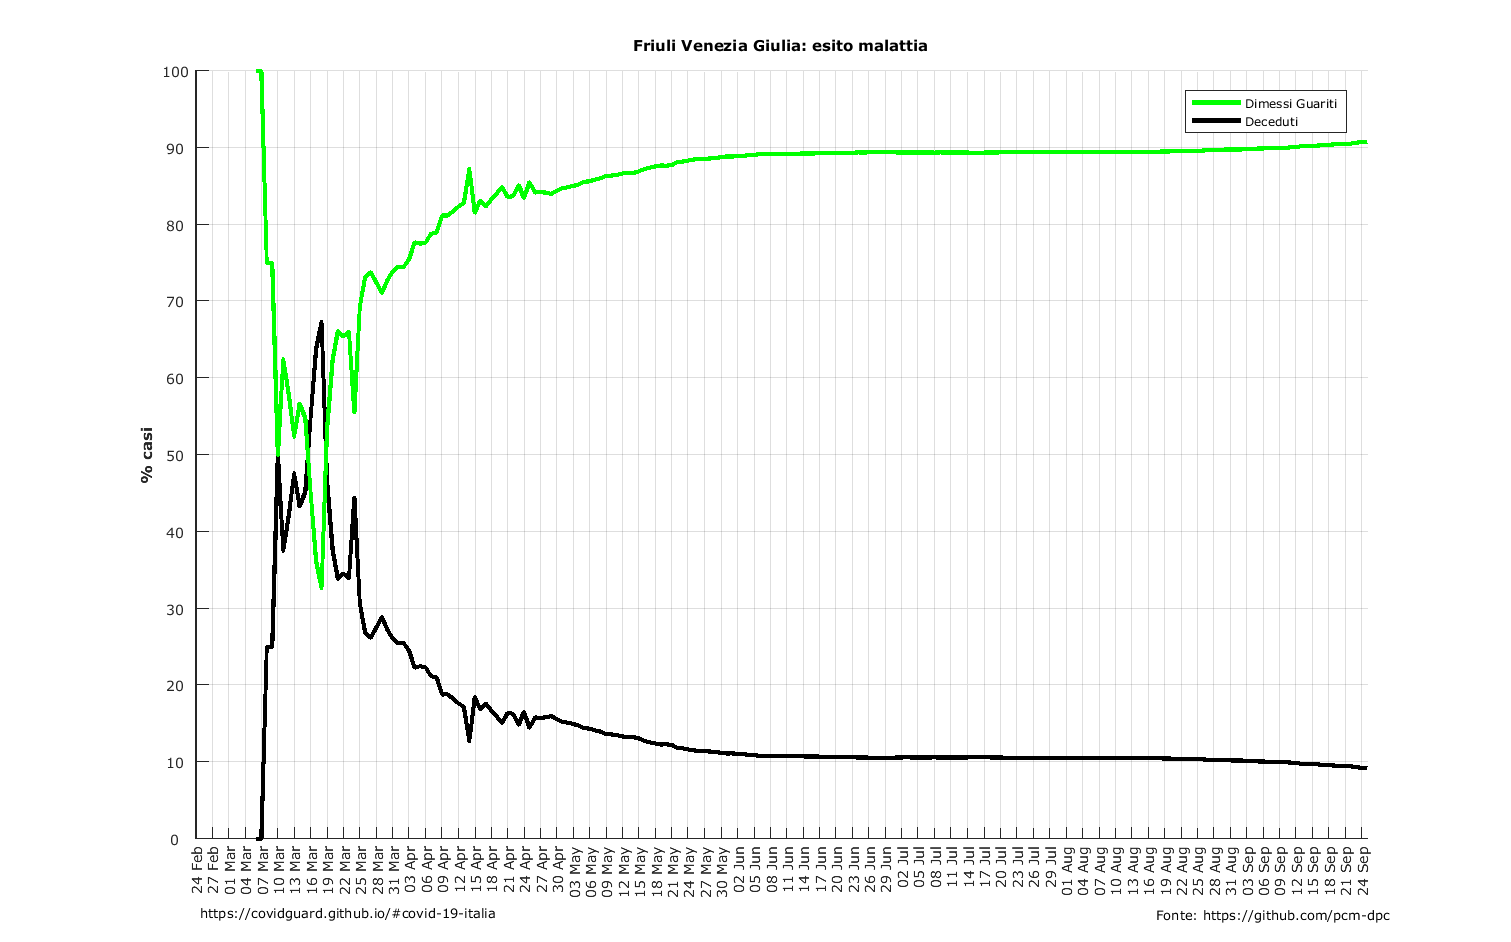 Friuli Venezia Giulia: esito malattia
Dimessi Guariti
Deceduti
% casi
100
90
80
70
60
50
40
30
20
10
0
24 Feb
27 Feb
01 Mar
04 Mar
07 Mar
10 Mar
13 Mar
16 Mar
19 Mar
22 Mar
25 Mar
28 Mar
31 Mar
03 Apr
06 Apr
09 Apr
12 Apr
15 Apr
18 Apr
21 Apr
24 Apr
27 Apr
30 Apr
03 May
06 May
09 May
12 May
15 May
18 May
21 May
24 May
27 May
30 May
02 Jun
05 Jun
08 Jun
11 Jun
14 Jun
17 Jun
20 Jun
23 Jun
26 Jun
29 Jun
02 Jul
05 Jul
08 Jul
11 Jul
14 Jul
17 Jul
20 Jul
23 Jul
26 Jul
29 Jul
01 Aug
04 Aug
07 Aug
10 Aug
13 Aug
16 Aug
19 Aug
22 Aug
25 Aug
28 Aug
31 Aug
03 Sep
06 Sep
09 Sep
12 Sep
15 Sep
18 Sep
21 Sep
24 Sep
https://covidguard.github.io/#covid-19-italia
Fonte: https://github.com/pcm-dpc